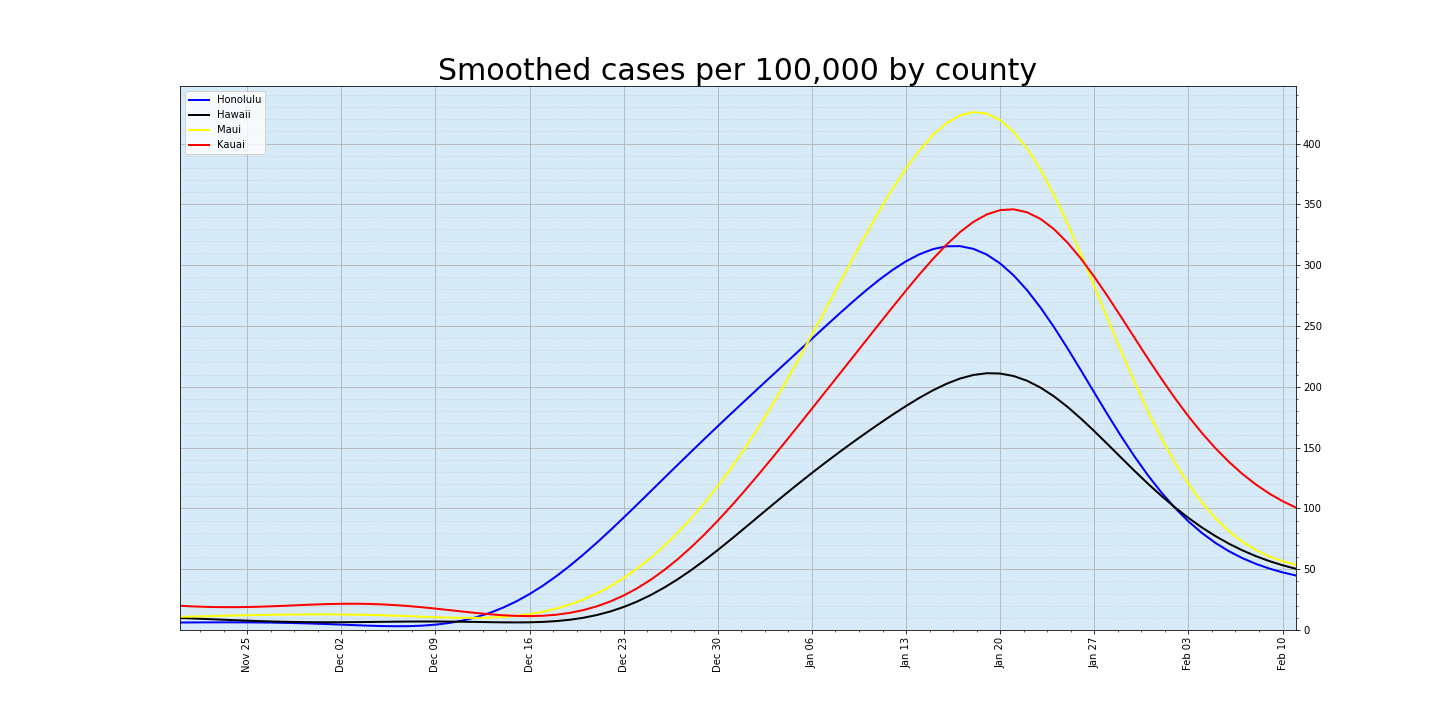 Smoothed cases per 100,000 by county
Honolulu
Hawaii
Maui
Kauai
400
350
300
250
200
150
100
50
0
Nov 25
Dec 02
Dec 09
Dec 16
Dec 23
Dec 30
Jan 06
Jan 13
Jan 20
Jan 27
Feb 03
Feb 10